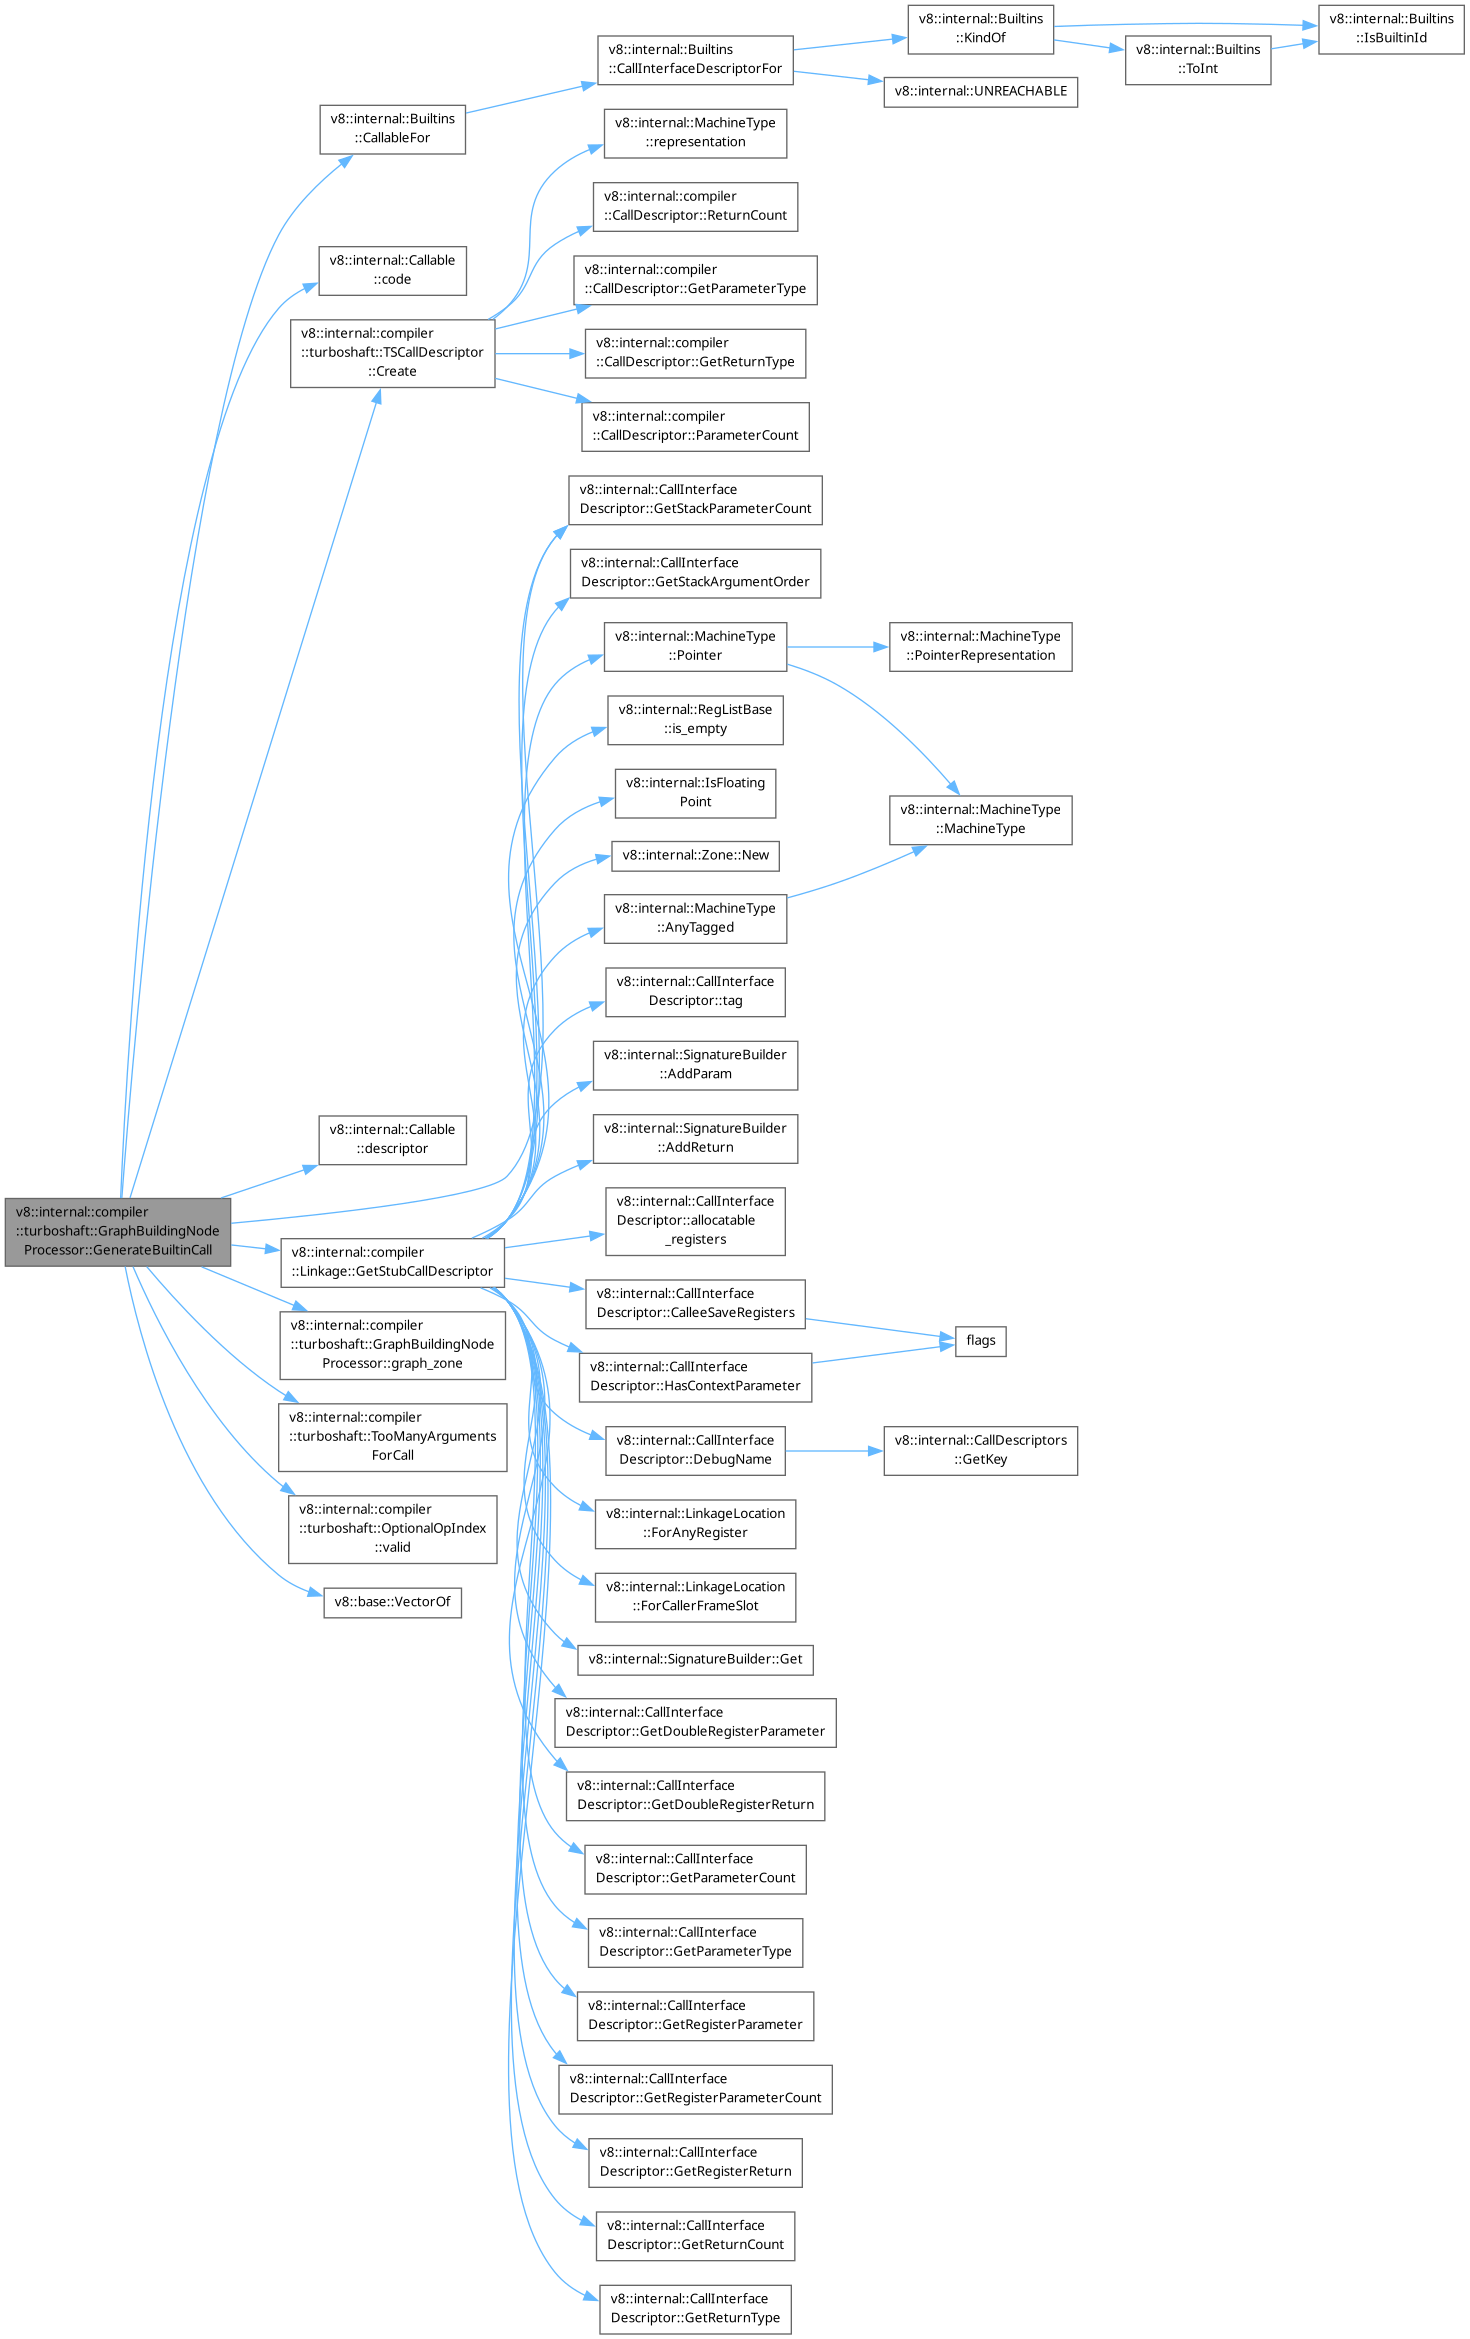 v8::internal::Builtins
::KindOf
v8::internal::Builtins
::IsBuiltinId
v8::internal::Builtins
::CallInterfaceDescriptorFor
v8::internal::Builtins
::ToInt
v8::internal::UNREACHABLE
v8::internal::Builtins
::CallableFor
v8::internal::MachineType
::representation
v8::internal::compiler
::CallDescriptor::ReturnCount
v8::internal::Callable
::code
v8::internal::compiler
::CallDescriptor::GetParameterType
v8::internal::compiler
::turboshaft::TSCallDescriptor
::Create
v8::internal::compiler
::CallDescriptor::GetReturnType
v8::internal::compiler
::CallDescriptor::ParameterCount
v8::internal::CallInterface
Descriptor::GetStackParameterCount
v8::internal::CallInterface
Descriptor::GetStackArgumentOrder
v8::internal::MachineType
::Pointer
v8::internal::MachineType
::PointerRepresentation
v8::internal::RegListBase
::is_empty
v8::internal::IsFloating
Point
v8::internal::MachineType
::MachineType
v8::internal::Zone::New
v8::internal::MachineType
::AnyTagged
v8::internal::CallInterface
Descriptor::tag
v8::internal::SignatureBuilder
::AddParam
v8::internal::Callable
::descriptor
v8::internal::SignatureBuilder
::AddReturn
v8::internal::compiler
::turboshaft::GraphBuildingNode
Processor::GenerateBuiltinCall
v8::internal::CallInterface
Descriptor::allocatable
_registers
v8::internal::compiler
::Linkage::GetStubCallDescriptor
v8::internal::CallInterface
Descriptor::CalleeSaveRegisters
v8::internal::compiler
::turboshaft::GraphBuildingNode
Processor::graph_zone
flags
v8::internal::CallInterface
Descriptor::HasContextParameter
v8::internal::compiler
::turboshaft::TooManyArguments
ForCall
v8::internal::CallInterface
Descriptor::DebugName
v8::internal::CallDescriptors
::GetKey
v8::internal::compiler
::turboshaft::OptionalOpIndex
::valid
v8::internal::LinkageLocation
::ForAnyRegister
v8::base::VectorOf
v8::internal::LinkageLocation
::ForCallerFrameSlot
v8::internal::SignatureBuilder::Get
v8::internal::CallInterface
Descriptor::GetDoubleRegisterParameter
v8::internal::CallInterface
Descriptor::GetDoubleRegisterReturn
v8::internal::CallInterface
Descriptor::GetParameterCount
v8::internal::CallInterface
Descriptor::GetParameterType
v8::internal::CallInterface
Descriptor::GetRegisterParameter
v8::internal::CallInterface
Descriptor::GetRegisterParameterCount
v8::internal::CallInterface
Descriptor::GetRegisterReturn
v8::internal::CallInterface
Descriptor::GetReturnCount
v8::internal::CallInterface
Descriptor::GetReturnType